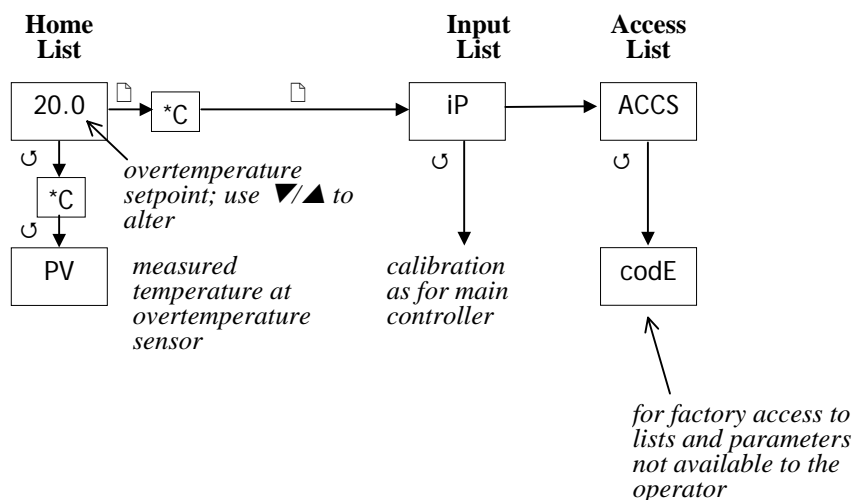 Home
List
Input
List
Access
List
20.0
*C
iP
ACCS
overtemperature
setpoint; use ▼/▲ to
alter
*C
PV
measured
temperature at
overtemperature
sensor
calibration
as for main
controller
codE
for factory access to
lists and parameters
not available to the
operator